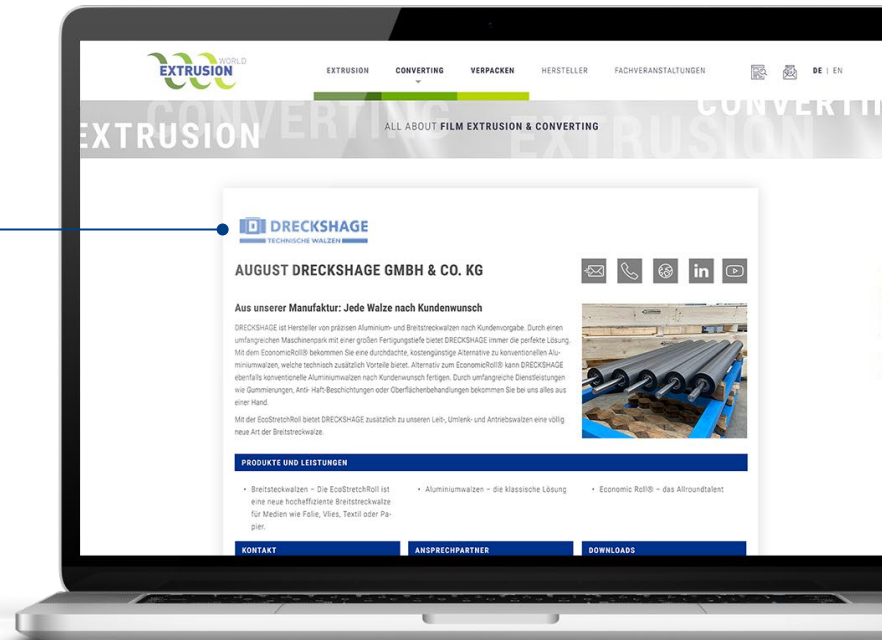 WORLD
EXTRUSION
EXTRUSION CONVERTING VERPACKEN HERSTELLER FACHVERANSTALTUNGEN DE | EN
CONVERTING CONVERTIN
EXTRUSION EXTRUSION
ALL ABOUT FILM EXTRUSION & CONVERTING
DRECKSHAGE
TECHNISCHE WALZEN
AUGUST DRECKSHAGE GMBH & CO. KG
in
Aus unserer Manufaktur: Jede Walze nach Kundenwunsch
DRECKSHAGE ist Hersteller von präzisen Aluminium- und Breitstreckwalzen nach Kundenvorgabe. Durch einen
umfangreichen Maschinenpark mit einer großen Fertigungstiefe bietet DRECKSHAGE immer die perfekte Lösung.
Mit dem EconomicRoll® bekommen Sie eine durchdachte, kostengünstige Alternative zu konventionellen Alu-
miniumwalzen, welche technisch zusätzlich Vorteile bietet. Alternativ zum EconomicRoll® kann DRECKSHAGE
ebenfalls konventionelle Aluminiumwalzen nach Kundenwunsch fertigen. Durch umfangreiche Dienstleistungen
wie Gummierungen, Anti- Haft-Beschichtungen oder Oberflächenbehandlungen bekommen Sie bei uns alles aus
einer Hand.
Mit der EcoStretchRoll bietet DRECKSHAGE zusätzlich zu unseren Leit-, Umlenk- und Antriebswalzen eine völlig
neue Art der Breitstreckwalze.
PRODUKTE UND LEISTUNGEN
• Breitsteckwalzen – Die EcoStretchRoll ist
eine neue hocheffiziente Breitstreckwalze
für Medien wie Folie, Vlies, Textil oder Pa-
pier.
• Aluminiumwalzen – die klassische Lösung
• Economic Roll® – das Allroundtalent
KONTAKT
ANSPRECHPARTNER
DOWNLOADS